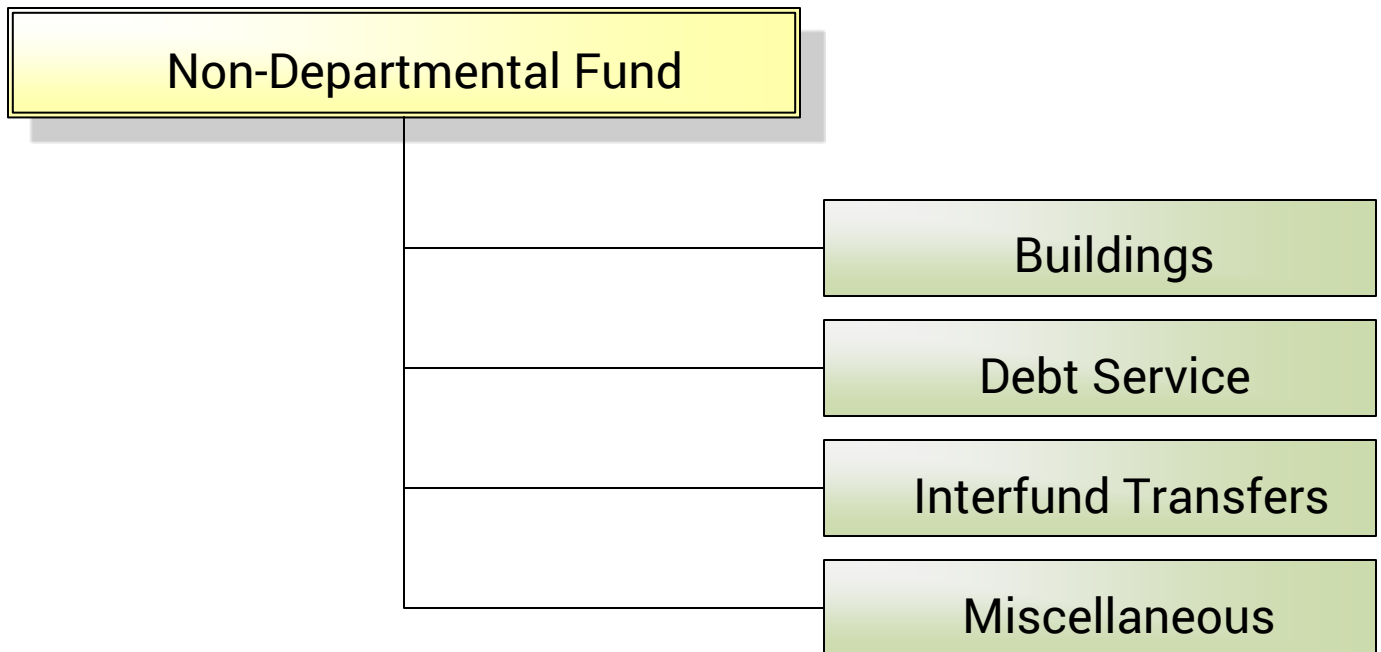 Non-Departmental Fund
Buildings
Debt Service
Interfund Transfers
Miscellaneous